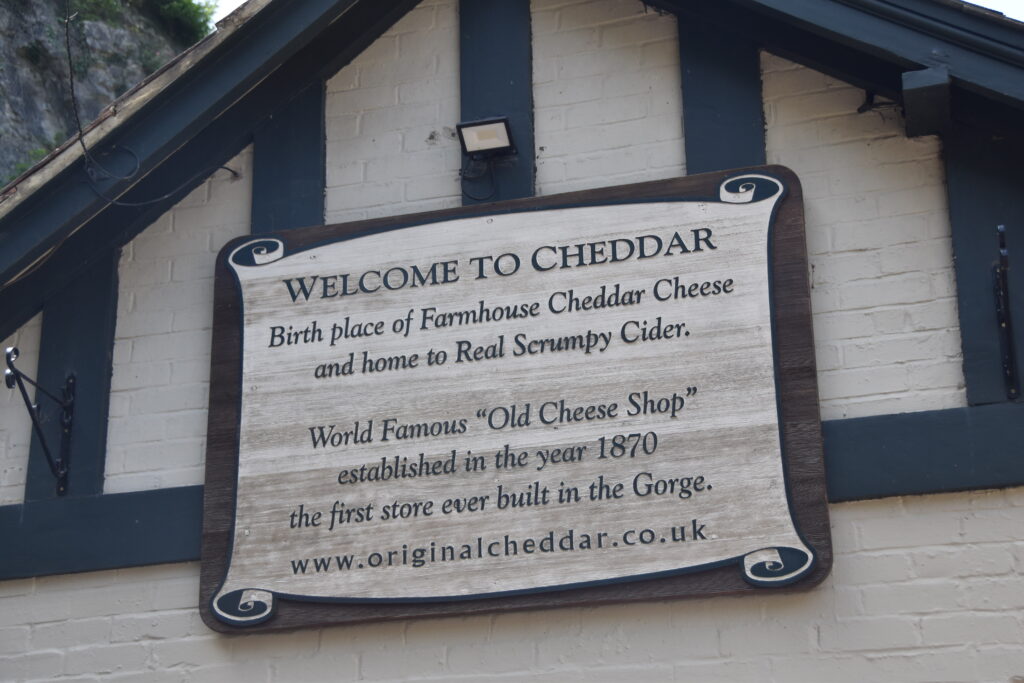 WELCOME TO CHEDDAR
Birth place of Farmhouse Cheddar Cheese
and home to Real Scrumpy Cider.
World Famous “Old Cheese Shop”
established in the year 1870
the first store ever built in the Gorge.
www.originalcheddar.co.uk